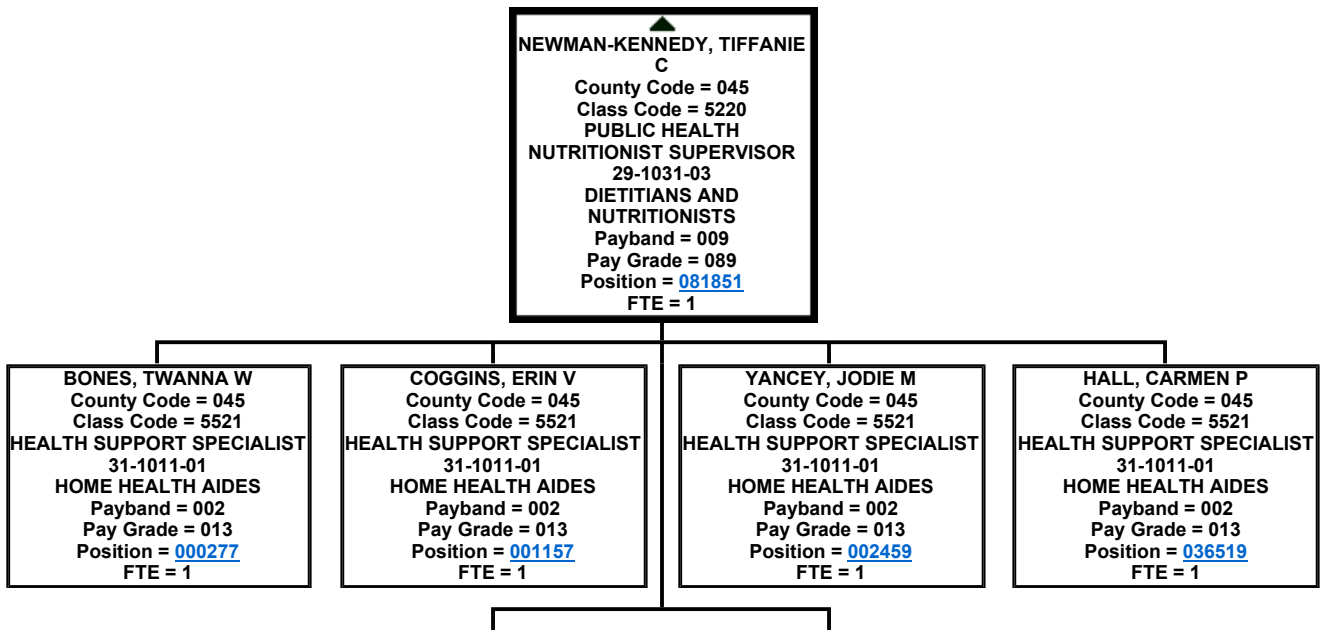 NEWMAN-KENNEDY, TIFFANIE
C
County Code = 045
Class Code = 5220
PUBLIC HEALTH
NUTRITIONIST SUPERVISOR
29-1031-03
DIETITIANS AND
NUTRITIONISTS
Payband = 009
Pay Grade = 089
Position = 081851
FTE = 1
BONES, TWANNA W
County Code = 045
Class Code = 5521
HEALTH SUPPORT SPECIALIST
31-1011-01
HOME HEALTH AIDES
Payband = 002
Pay Grade = 013
Position = 000277
FTE = 1
COGGINS, ERIN V
County Code = 045
Class Code = 5521
HEALTH SUPPORT SPECIALIST
31-1011-01
HOME HEALTH AIDES
Payband = 002
Pay Grade = 013
Position = 001157
FTE = 1
YANCEY, JODIE M
County Code = 045
Class Code = 5521
HEALTH SUPPORT SPECIALIST
31-1011-01
HOME HEALTH AIDES
Payband = 002
Pay Grade = 013
Position = 002459
FTE = 1
HALL, CARMEN P
County Code = 045
Class Code = 5521
HEALTH SUPPORT SPECIALIST
31-1011-01
HOME HEALTH AIDES
Payband = 002
Pay Grade = 013
Position = 036519
FTE = 1